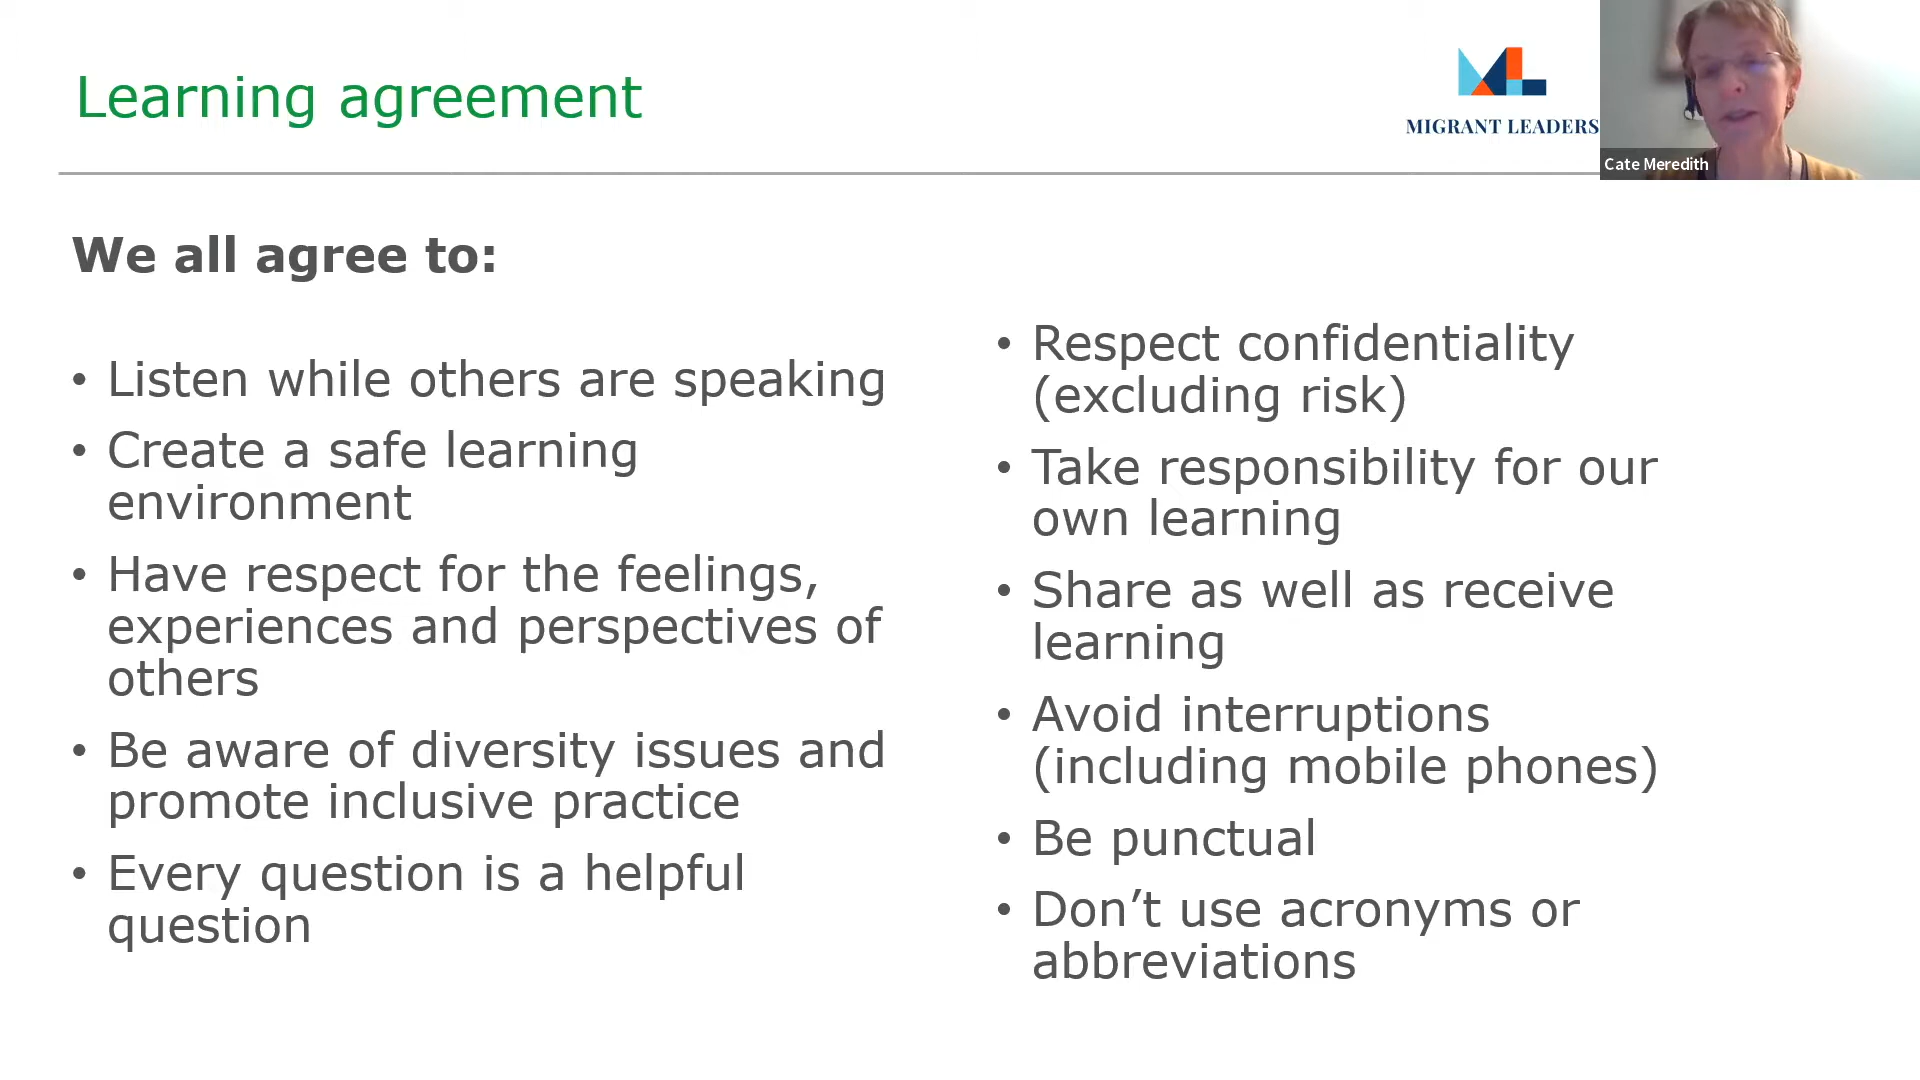 Learning agreement
MIGRANT LEADERS
Cate Meredith
We all agree to:
• Listen while others are speaking
• Create a safe learning
environment
• Have respect for the feelings,
experiences and perspectives of
others
• Be aware of diversity issues and
promote inclusive practice
• Every question is a helpful
question
• Respect confidentiality
(excluding risk)
• Take responsibility for our
own learning
• Share as well as receive
learning
• Avoid interruptions
(including mobile phones)
• Be punctual
• Don’t use acronyms or
abbreviations